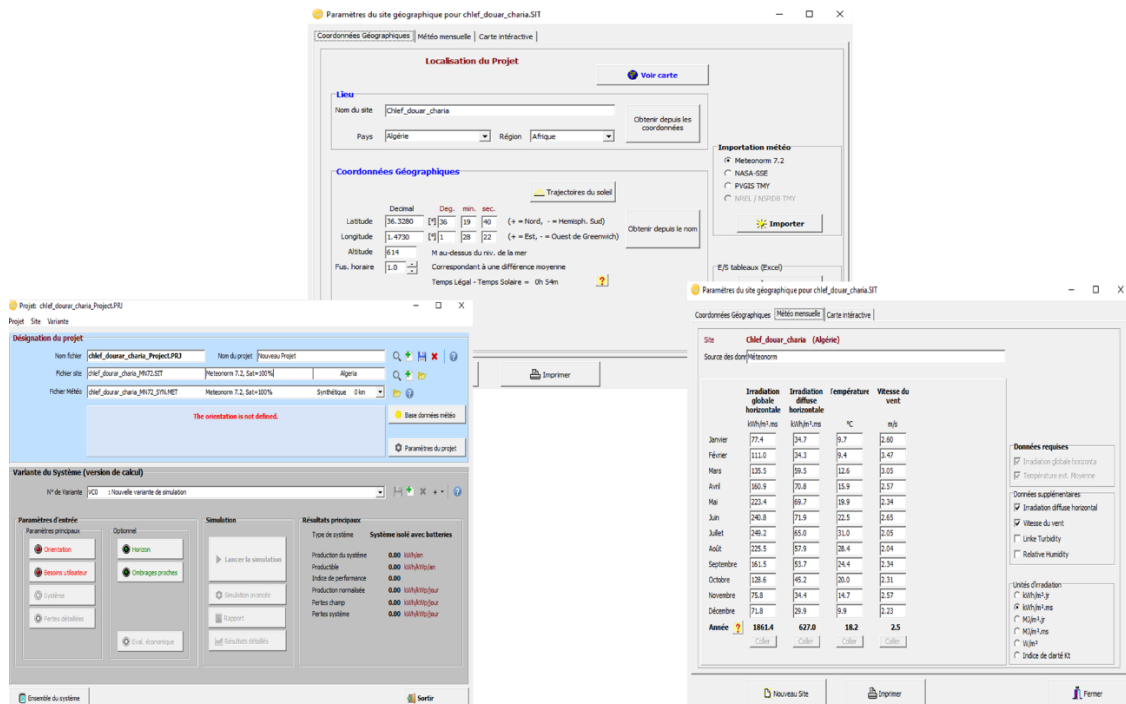 Paramètres du site géographique pour chlef_douar_charia.SIT
Coordonnées Géographiques Météo mensuelle Carte intéractive
Localisation du Projet
Voir carte
Lieu
Nom du site Chlef_douar_charia
Obtenir depuis les coordonnées
Pays Algérie Région Afrique
Importation météo
Meteonorm 7.2
NASA-SSE
PVGIS TMY
NREL / NSRDB TMY
Importer
Coordonnées Géographiques
Trajectoires du soleil
Decimal Deg. min. sec.
Latitude 36.3280 [°] 36 19 40 (+ = Nord, - = Hemisph. Sud)
Longitude 1.4730 [°] 1 28 22 (+ = Est, - = Ouest de Greenwich)
Obtenir depuis le nom
Altitude 614 M au-dessus du niv. de la mer
Fus. horaire 1.0 Correspondant à une différence moyenne
Temps Légal - Temps Solaire = 0h 54m ?
E/S tableaux (Excel)
Imprimer
Projet: chlef_dourar_charia_Project.PRJ
Projet Site Variante
Désignation du projet
Nom fichier chlef_dourar_charia_Project.PRJ Nom du projet Nouveau Projet
Fichier site chlef_dourar_charia_MN72.SIT Meteonorm 7.2, Sat=100% Algeria
Fichier Météo chlef_dourar_charia_MN72_SYN.MET Meteonorm 7.2, Sat=100% Synthétique 0 km
The orientation is not defined.
Base données météo
Paramètres du projet
Variante du Système (version de calcul)
N° de Variante VC0 : Nouvelle variante de simulation
Paramètres d'entrée
Paramètres principaux
Optionnel
Orientation
Horizon
Besoins utilisateur
Ombrages proches
Système
Pertes détaillées
Eval. économique
Simulation
Lancer la simulation
Simulation avancée
Rapport
Résultats détaillés
Résultats principaux
Type de système Système isolé avec batteries
Production du système 0.00 kWh/an
Productible 0.00 kWh/kWp/an
Indice de performance 0.00
Production normalisée 0.00 kWh/kWp/jour
Pertes champ 0.00 kWh/kWp/jour
Pertes système 0.00 kWh/kWp/jour
Ensemble du système
Sortir
Paramètres du site géographique pour chlef_douar_charia.SIT
Coordonnées Géographiques Météo mensuelle Carte intéractive
Site Chlef_douar_charia (Algérie)
Source des don Météonorm
Irradiation globale horizontale Irradiation diffuse horizontale Température Vitesse du vent
kWh/m².ms kWh/m².ms °C m/s
Janvier 77.4 34.7 9.7 2.60
Février 111.0 34.3 9.4 3.47
Mars 135.5 59.5 12.6 3.05
Avril 160.9 70.8 15.9 2.57
Mai 223.4 69.7 19.9 2.34
Juin 240.8 71.9 22.5 2.65
Juillet 249.2 65.0 31.0 2.05
Août 225.5 57.9 28.4 2.04
Septembre 161.5 53.7 24.4 2.34
Octobre 128.6 45.2 20.0 2.31
Novembre 75.8 34.4 14.7 2.57
Décembre 71.8 29.9 9.9 2.23
Année ? 1861.4 627.0 18.2 2.5
Coller Coller Coller Coller
Données requises
Irradiation globale horizonta
Température ext. Moyenne
Données supplémentaires
Irradiation diffuse horizontal
Vitesse du vent
Linke Turbidity
Relative Humidity
Unités d'irradiation
kWh/m².jr
kWh/m².ms
MJ/m².jr
MJ/m².ms
W/m²
Indice de clarté Kt
Nouveau Site
Imprimer
Fermer